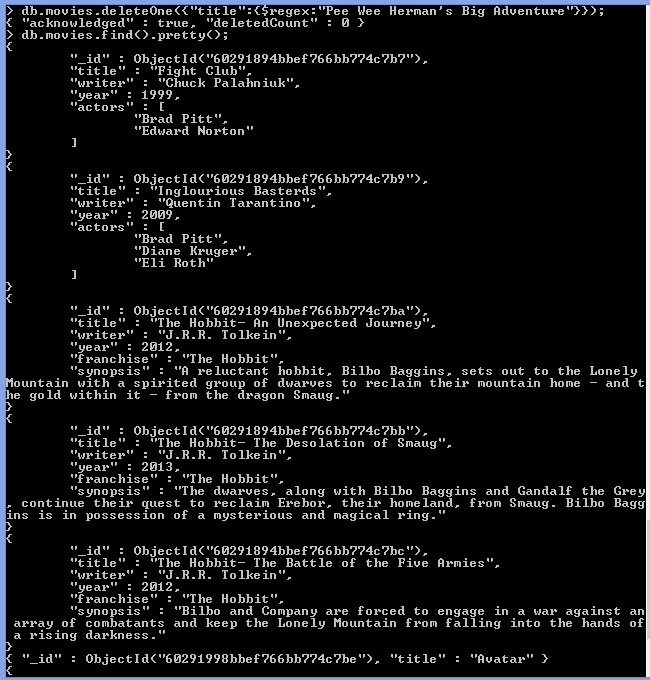 > db.movies.deleteOne({"title":{$regex:"Pee Wee Herman's Big Adventure"}});
{ "acknowledged" : true, "deletedCount" : 0 }
> db.movies.find().pretty();
{
        "_id" : ObjectId("60291894bbef766bb774c7b7"),
        "title" : "Fight Club",
        "writer" : "Chuck Palahniuk",
        "year" : 1999,
        "actors" : [
                "Brad Pitt",
                "Edward Norton"
        ]
}
{
        "_id" : ObjectId("60291894bbef766bb774c7b9"),
        "title" : "Inglourious Basterds",
        "writer" : "Quentin Tarantino",
        "year" : 2009,
        "actors" : [
                "Brad Pitt",
                "Diane Kruger",
                "Eli Roth"
        ]
}
{
        "_id" : ObjectId("60291894bbef766bb774c7ba"),
        "title" : "The Hobbit- An Unexpected Journey",
        "writer" : "J.R.R. Tolkein",
        "year" : 2012,
        "franchise" : "The Hobbit",
        "synopsis" : "A reluctant hobbit, Bilbo Baggins, sets out to the Lonely
Mountain with a spirited group of dwarves to reclaim their mountain home - and t
he gold within it - from the dragon Smaug."
}
{
        "_id" : ObjectId("60291894bbef766bb774c7bb"),
        "title" : "The Hobbit- The Desolation of Smaug",
        "writer" : "J.R.R. Tolkein",
        "year" : 2013,
        "franchise" : "The Hobbit",
        "synopsis" : "The dwarves, along with Bilbo Baggins and Gandalf the Grey
, continue their quest to reclaim Erebor, their homeland, from Smaug. Bilbo Bagg
ins is in possession of a mysterious and magical ring."
}
{
        "_id" : ObjectId("60291894bbef766bb774c7bc"),
        "title" : "The Hobbit- The Battle of the Five Armies",
        "writer" : "J.R.R. Tolkein",
        "year" : 2012,
        "franchise" : "The Hobbit",
        "synopsis" : "Bilbo and Company are forced to engage in a war against an
 array of combatants and keep the Lonely Mountain from falling into the hands of
 a rising darkness."
}
{ "_id" : ObjectId("60291998bbef766bb774c7be"), "title" : "Avatar" }
{